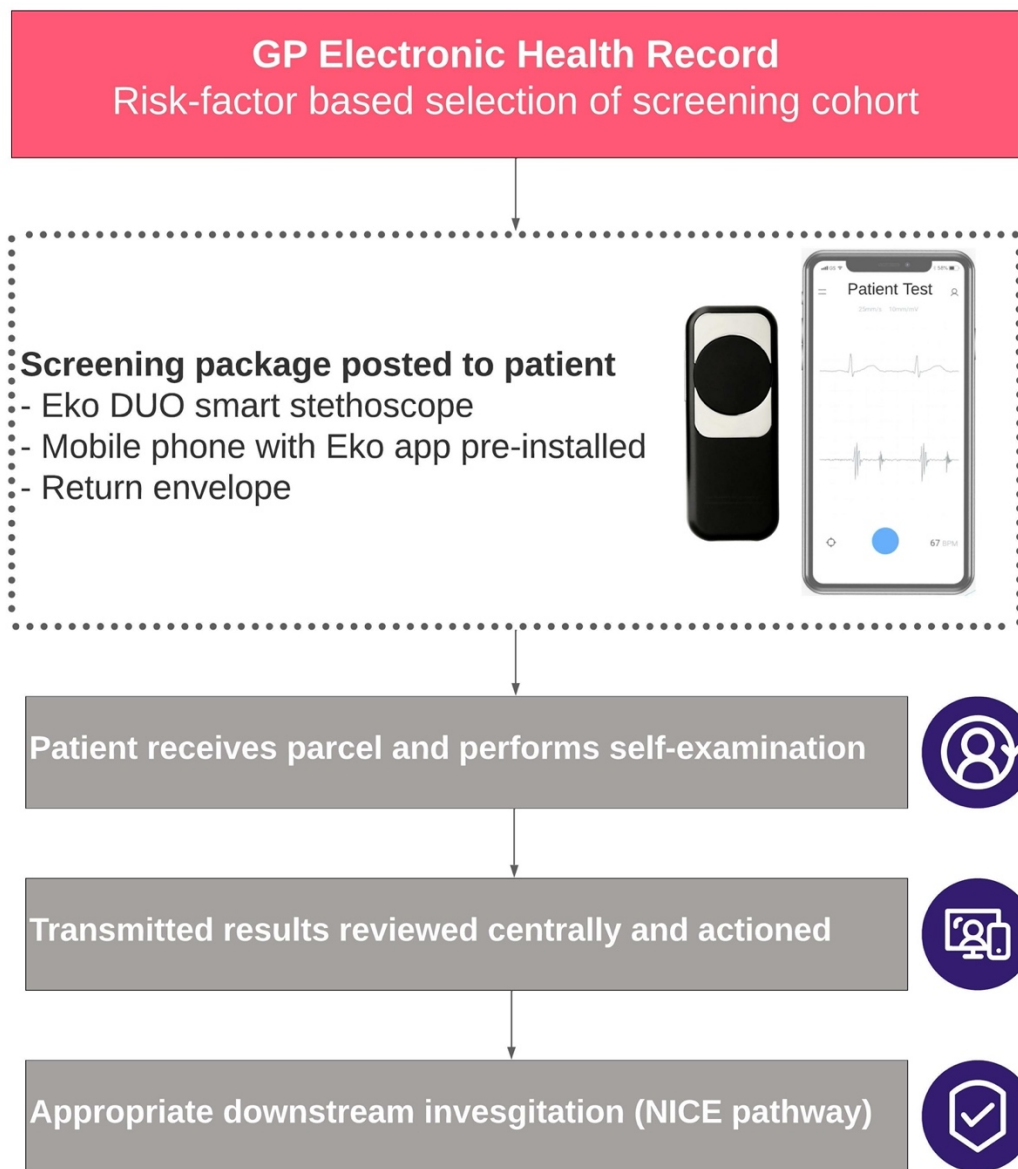 GP Electronic Health Record
Risk-factor based selection of screening cohort
Screening package posted to patient
- Eko DUO smart stethoscope
- Mobile phone with Eko app pre-installed
- Return envelope
Patient Test
67 BPM
Patient receives parcel and performs self-examination
Transmitted results reviewed centrally and actioned
Appropriate downstream invesgitation (NICE pathway)